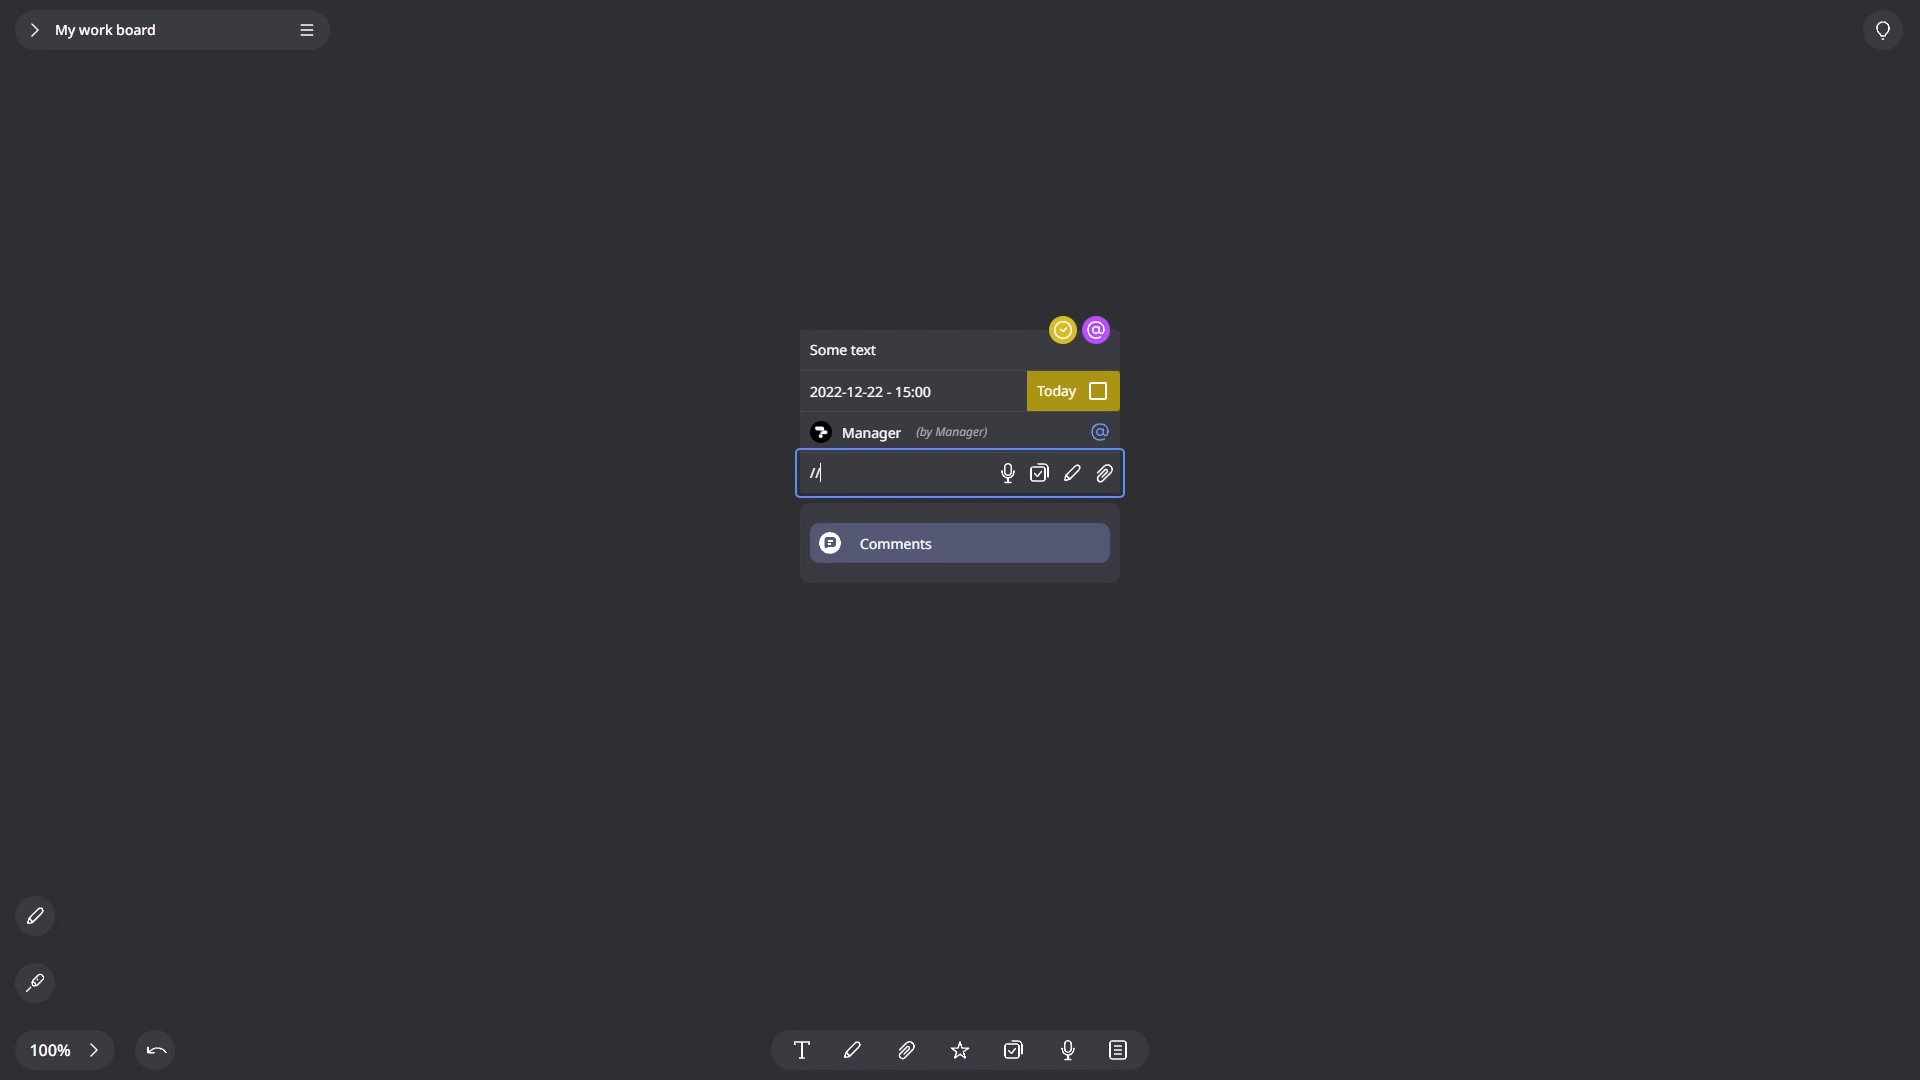 My work board
Some text
2022-12-22 - 15:00 Today
Manager (by Manager) @
//
Comments
100%